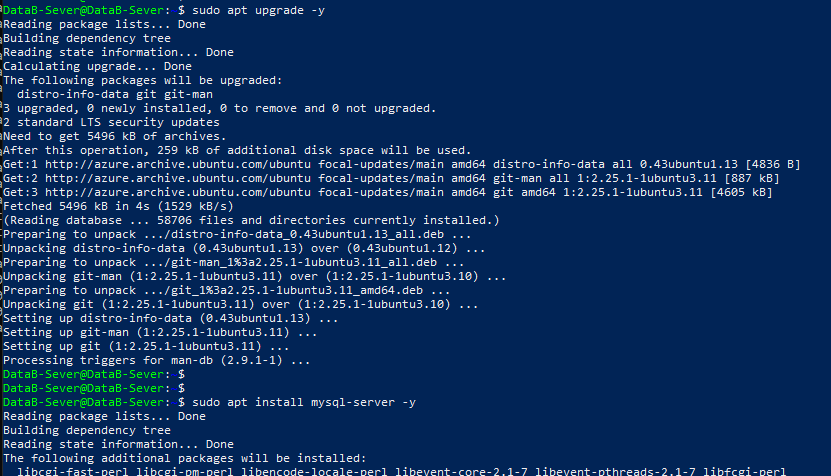 DataB-Sever@DataB-Sever: $ sudo apt upgrade -y
Reading package lists... Done
Building dependency tree
Reading state information... Done
Calculating upgrade... Done
The following packages will be upgraded:
  distro-info-data git git-man
3 upgraded, 0 newly installed, 0 to remove and 0 not upgraded.
2 standard LTS security updates
Need to get 5496 kB of archives.
After this operation, 259 kB of additional disk space will be used.
Get:1 http://azure.archive.ubuntu.com/ubuntu focal-updates/main amd64 distro-info-data all 0.43ubuntu1.13 [4836 B]
Get:2 http://azure.archive.ubuntu.com/ubuntu focal-updates/main amd64 git-man all 1:2.25.1-1ubuntu3.11 [887 kB]
Get:3 http://azure.archive.ubuntu.com/ubuntu focal-updates/main amd64 git amd64 1:2.25.1-1ubuntu3.11 [4605 kB]
Fetched 5496 kB in 4s (1529 kB/s)
(Reading database ... 58706 files and directories currently installed.)
Preparing to unpack .../distro-info-data_0.43ubuntu1.13_all.deb ...
Unpacking distro-info-data (0.43ubuntu1.13) over (0.43ubuntu1.12) ...
Preparing to unpack .../git-man_1%3a2.25.1-1ubuntu3.11_all.deb ...
Unpacking git-man (1:2.25.1-1ubuntu3.11) over (1:2.25.1-1ubuntu3.10) ...
Preparing to unpack .../git_1%3a2.25.1-1ubuntu3.11_amd64.deb ...
Unpacking git (1:2.25.1-1ubuntu3.11) over (1:2.25.1-1ubuntu3.10) ...
Setting up distro-info-data (0.43ubuntu1.13) ...
Setting up git-man (1:2.25.1-1ubuntu3.11) ...
Setting up git (1:2.25.1-1ubuntu3.11) ...
Processing triggers for man-db (2.9.1-1) ...
DataB-Sever@DataB-Sever: $
DataB-Sever@DataB-Sever: $
DataB-Sever@DataB-Sever: $ sudo apt install mysql-server -y
Reading package lists... Done
Building dependency tree
Reading state information... Done
The following additional packages will be installed:
  libcgi-fast-perl libcgi-pm-perl libencode-locale-perl libevent-core-2.1-7 libevent-pthreads-2.1-7 libfcgi-perl